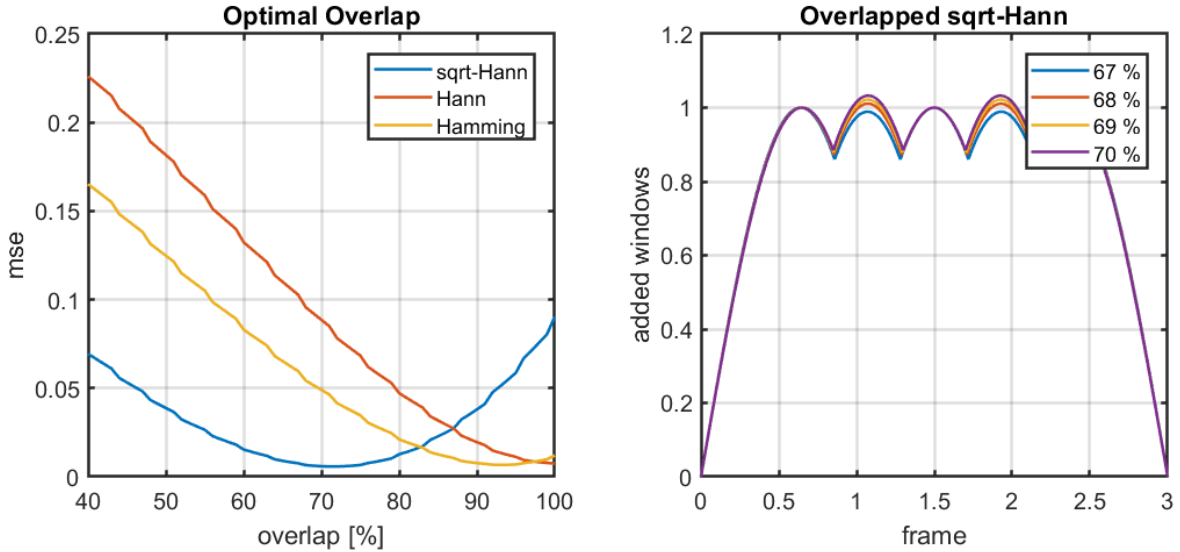 Optimal Overlap
0.25
0.2
0.15
0.1
0.05
0
mse
sqrt-Hann
Hann
Hamming
40 50 60 70 80 90 100
overlap [%]
Overlapped sqrt-Hann
1.2
1
0.8
0.6
0.4
0.2
0
added windows
67 %
68 %
69 %
70 %
0 0.5 1 1.5 2 2.5 3
frame